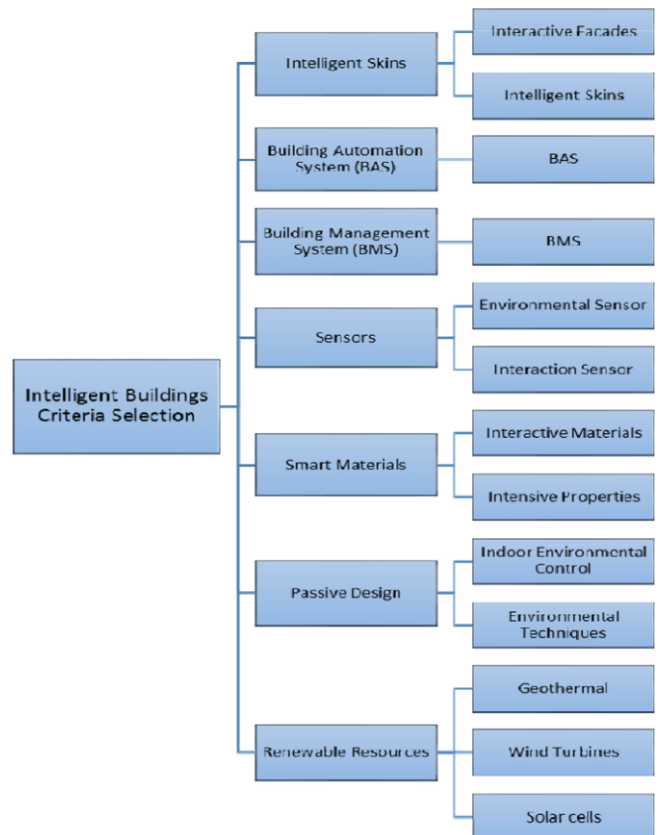 Interactive Facades
Intelligent Skins
Intelligent Skins
Building Automation
System (BAS)
BAS
Building Management
System (BMS)
BMS
Environmental Sensor
Sensors
Interaction Sensor
Intelligent Buildings
Criteria Selection
Interactive Materials
Smart Materials
Intensive Properties
Indoor Environmental
Control
Passive Design
Environmental
Techniques
Geothermal
Renewable Resources
Wind Turbines
Solar cells